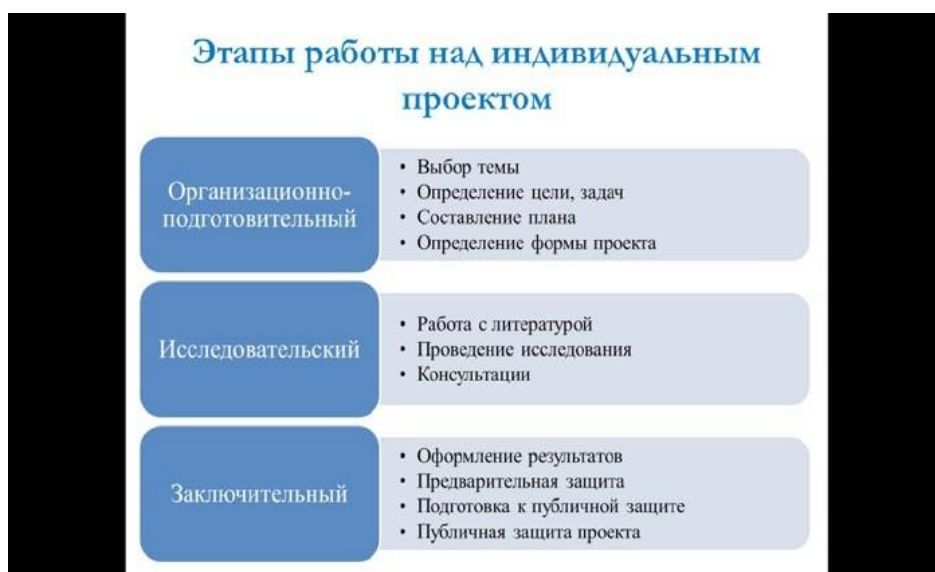 Этапы работы над индивидуальным
проектом
Организационно-
подготовительный
• Выбор темы
• Определение цели, задач
• Составление плана
• Определение формы проекта
Исследовательский
• Работа с литературой
• Проведение исследования
• Консультации
Заключительный
• Оформление результатов
• Предварительная защита
• Подготовка к публичной защите
• Публичная защита проекта